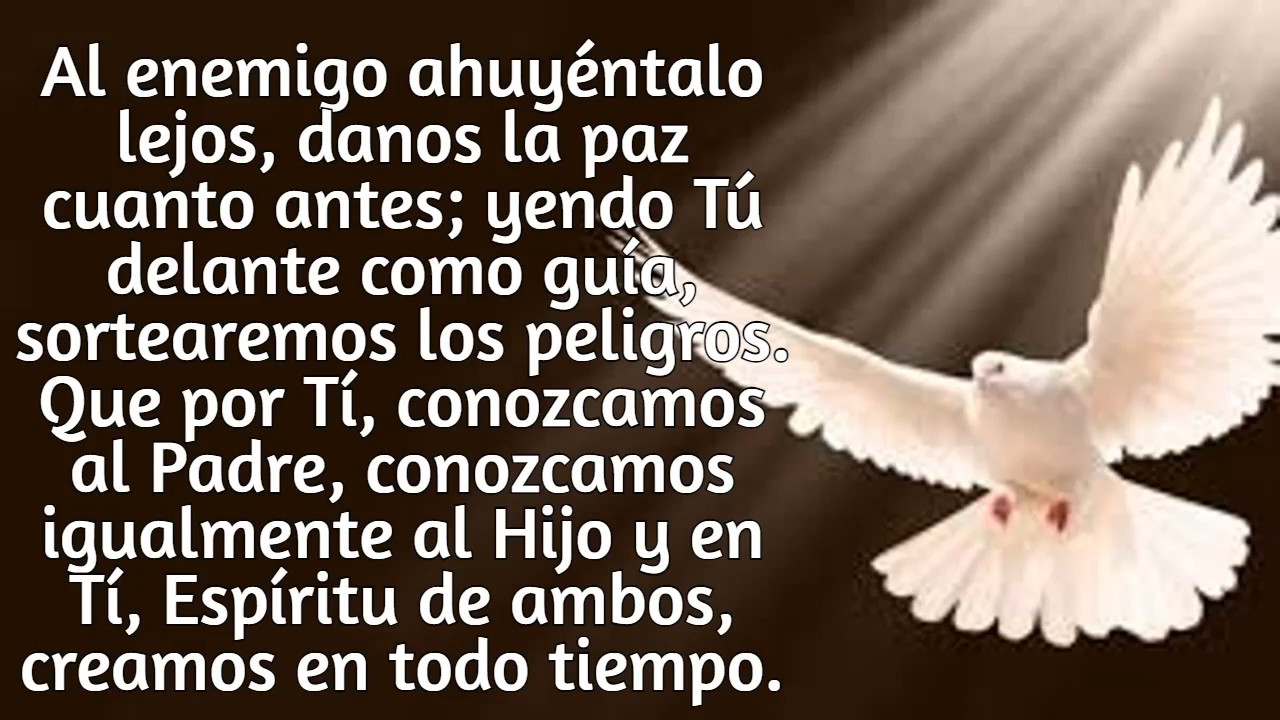 Al enemigo ahuyéntalo
lejos, danos la paz
cuanto antes; yendo Tú
delante como guía,
sortearemos los peligros.
Que por Tí, conozcamos
al Padre, conozcamos
igualmente al Hijo y en
Tí, Espíritu de ambos,
creamos en todo tiempo.